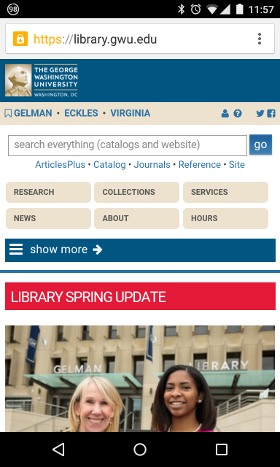 98 11:57
https://library.gwu.edu
THE GEORGE
WASHINGTON
UNIVERSITY
WASHINGTON, DC
GELMAN • ECKLES • VIRGINIA
search everything (catalogs and website) go
ArticlesPlus • Catalog • Journals • Reference • Site
RESEARCH COLLECTIONS SERVICES
NEWS ABOUT HOURS
show more
LIBRARY SPRING UPDATE
GELMAN LIBRARY